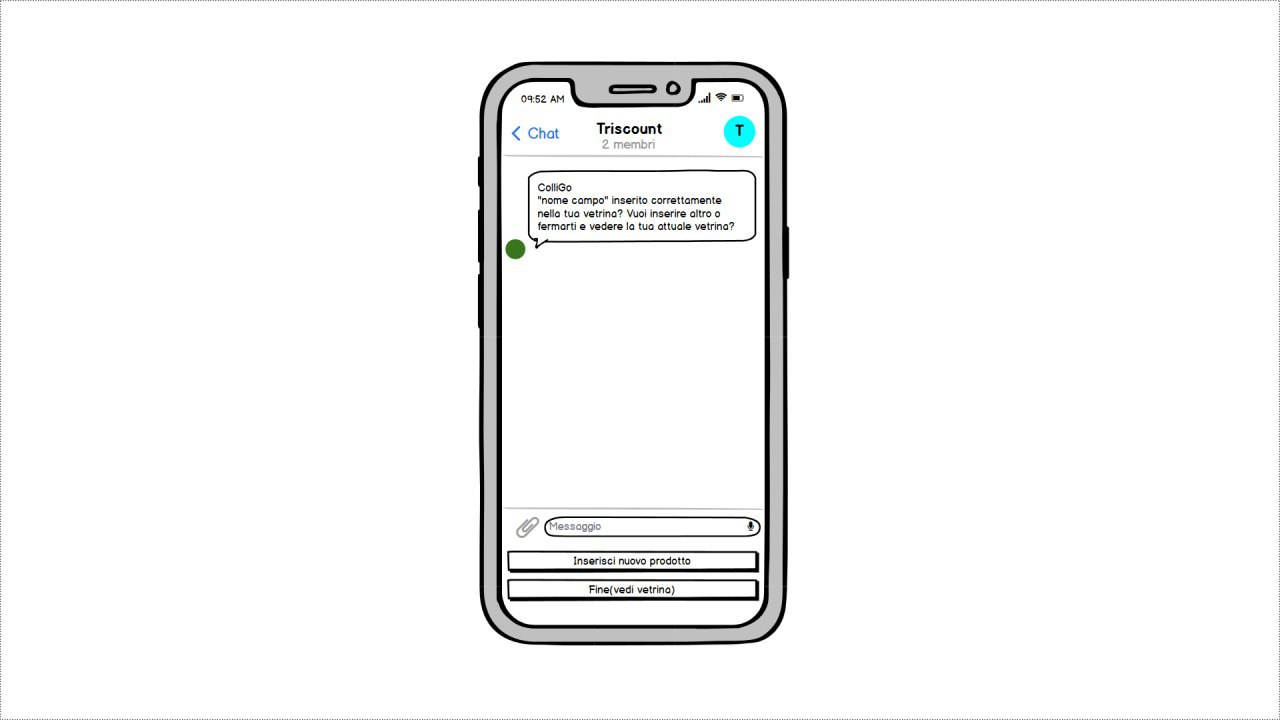 09:52 AM
Chat
Triscount
2 membri
T
ColliGo
"nome campo" inserito correttamente
nella tua vetrina? Vuoi inserire altro o
fermarti e vedere la tua attuale vetrina?
Messaggio
Inserisci nuovo prodotto
Fine(vedi vetrina)